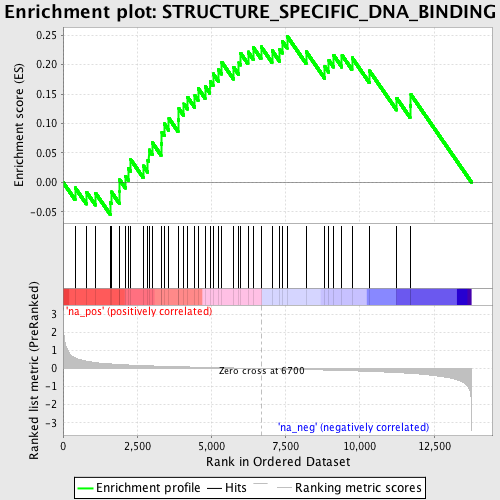 Enrichment plot: STRUCTURE_SPECIFIC_DNA_BINDING
Enrichment score (ES)
0.25
0.20
0.15
0.10
0.05
0.00
-0.05
'na_pos' (positively correlated)
Ranked list metric (PreRanked)
3
2
1
0
-1
-2
-3
Zero cross at 6700
'na_neg' (negatively correlated)
0
2,500
5,000
7,500
10,000
12,500
Rank in Ordered Dataset
Enrichment profile
Hits
Ranking metric scores